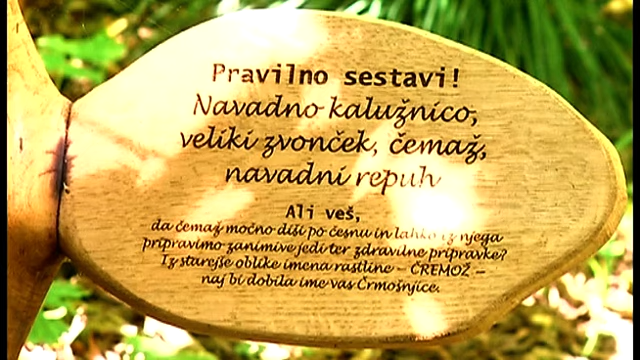 Pravilno sestavi!
Navadno kalužnico,
veliki zvonček, čemaž,
navadni repuh
Ali veš,
da čemaž močno diši po česnu in lahko iz njega
pripravimo zanimive jedi ter zdravilne pripravke?
Iz starejše oblike imena rastline – ČREMOŽ –
naj bi dobila ime vas Črmošnjice.